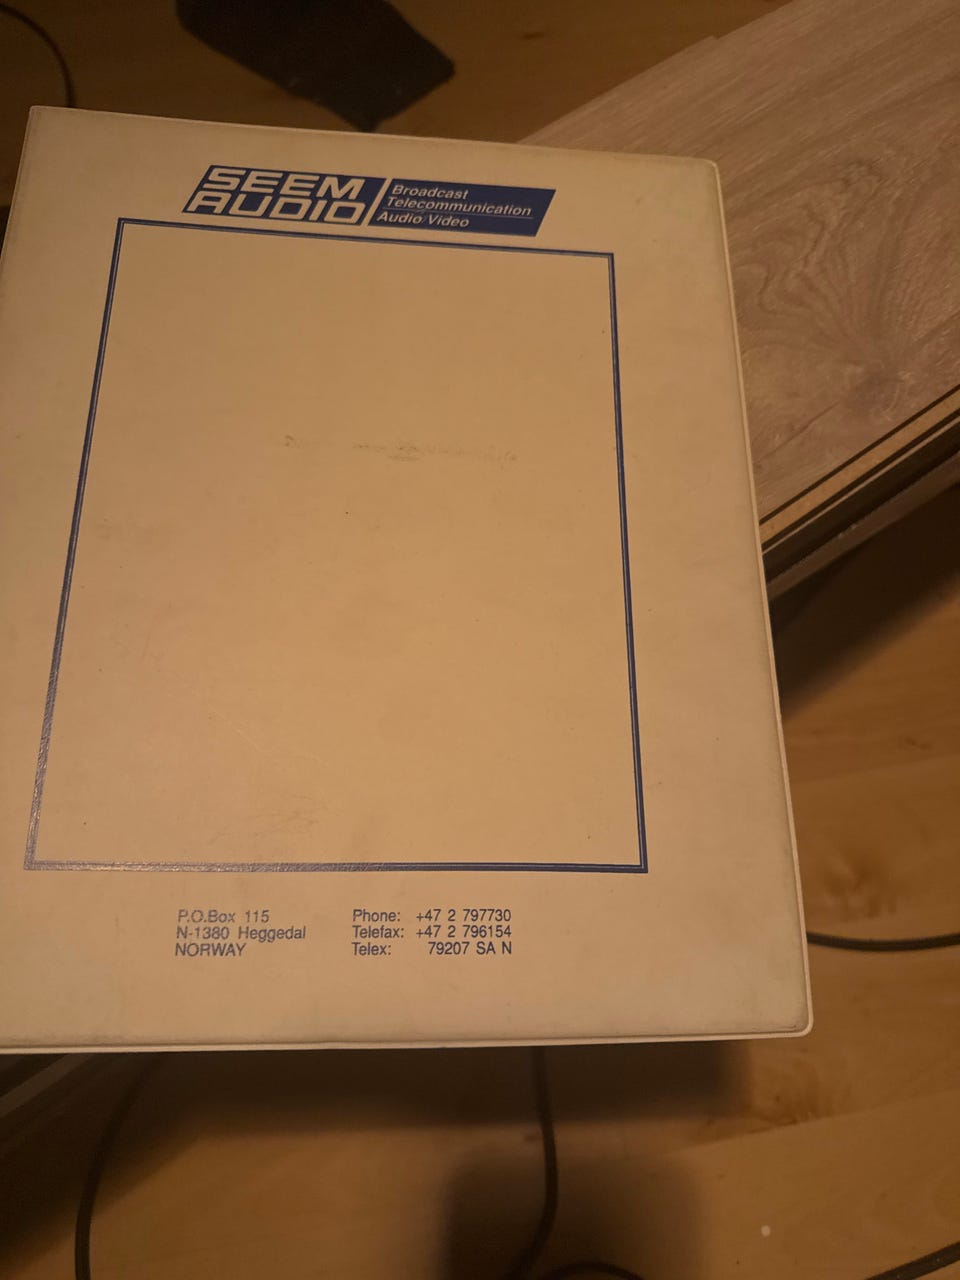 SEEM
AUDIO
Broadcast
Telecommunication
Audio/Video
P.O.Box 115
N-1380 Heggedal
NORWAY
Phone: +47 2 797730
Telefax: +47 2 796154
Telex: 79207 SA N